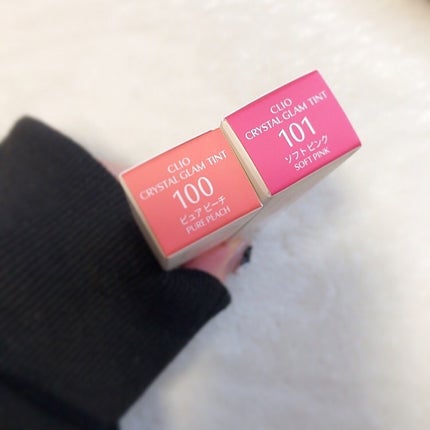 CLIO
CRYSTAL GLAM TINT
100
ピュア ピーチ
PURE PEACH
CLIO
CRYSTAL GLAM TINT
101
ソフト ピンク
SOFT PINK